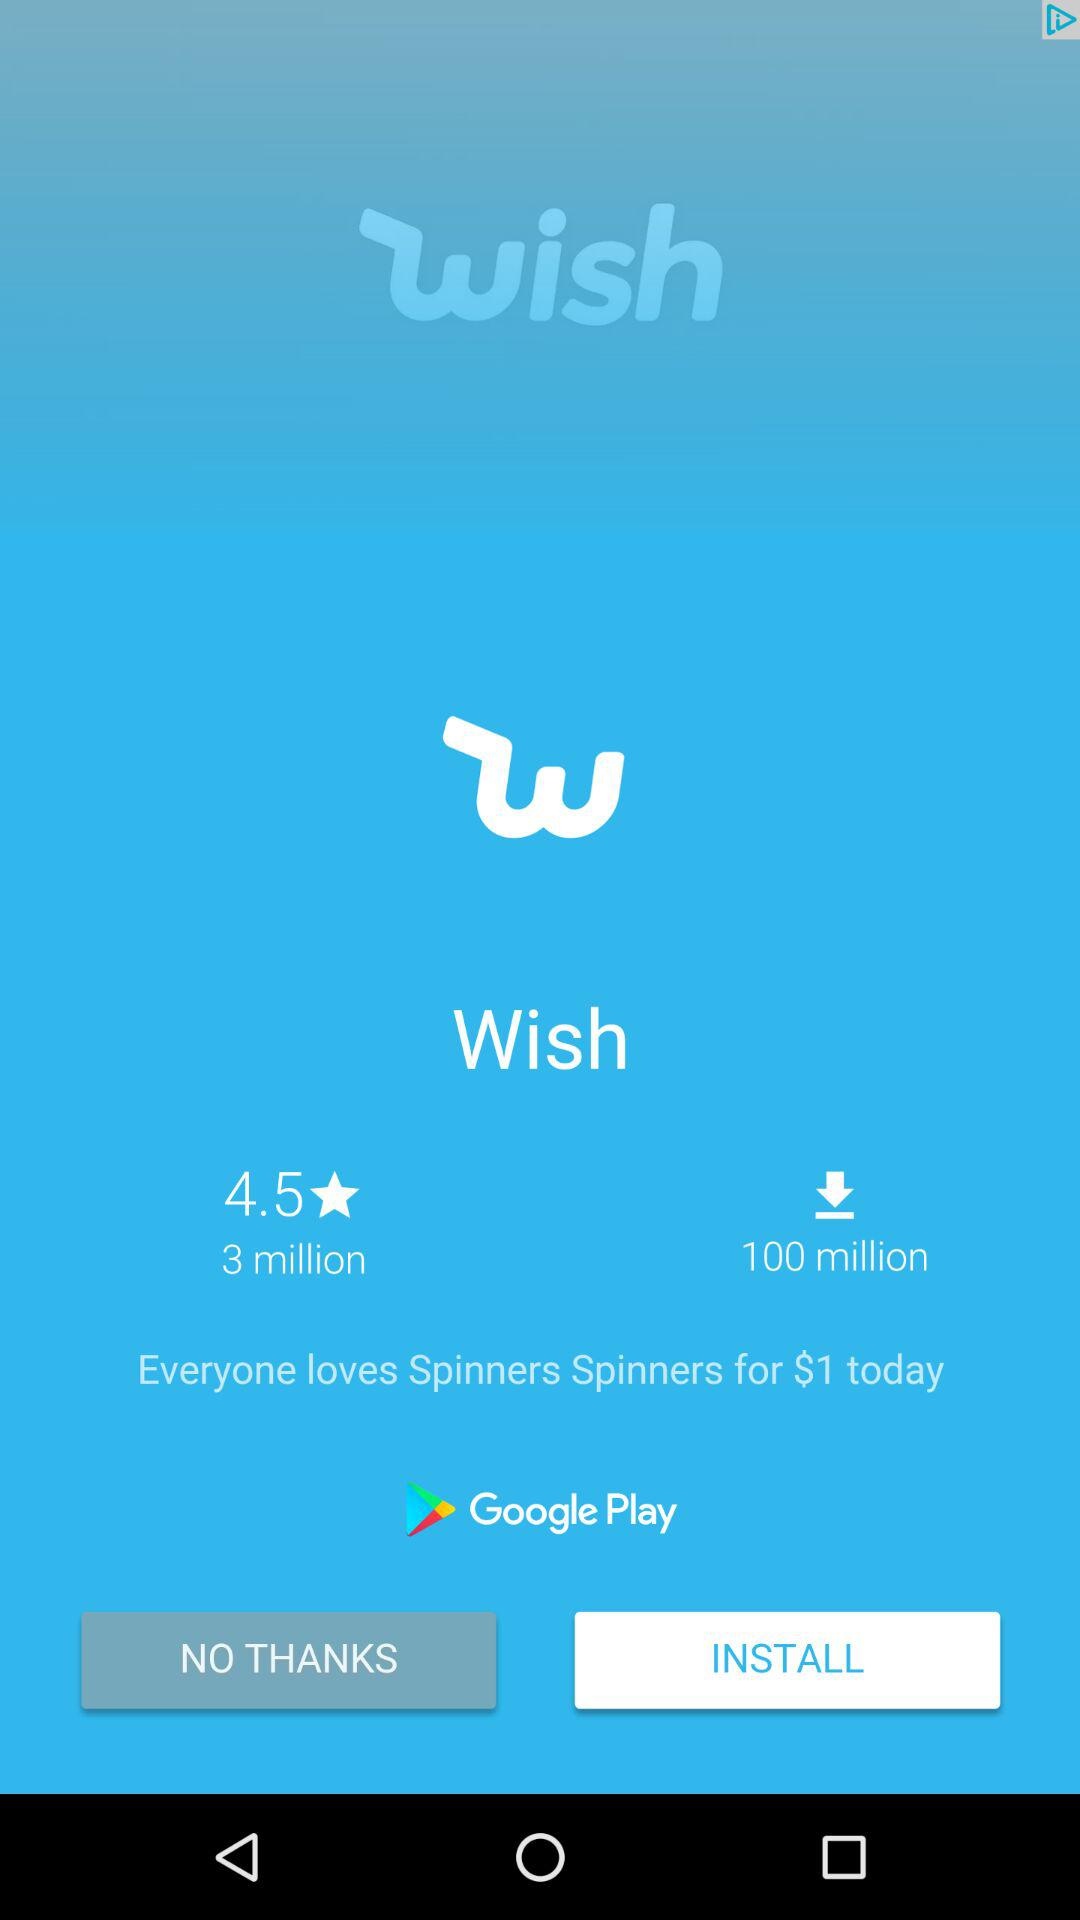 wish
w
Wish
4.5
3 million
100 million
Everyone loves Spinners Spinners for $1 today
Google Play
NO THANKS
INSTALL